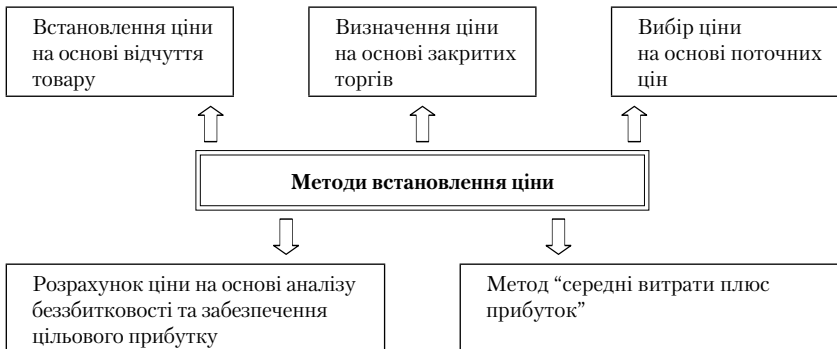 Встановлення ціни
на основі відчуття
товару
Визначення ціни
на основі закритих
торгів
Вибір ціни
на основі поточних
цін
Методи встановлення ціни
Розрахунок ціни на основі аналізу
беззбитковості та забезпечення
цільового прибутку
Метод “середні витрати плюс
прибуток”